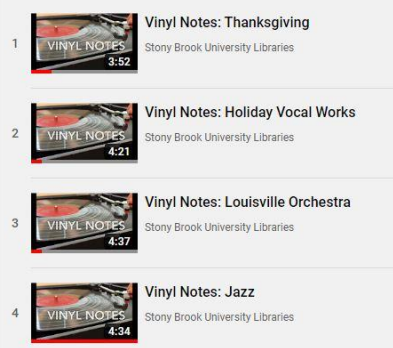 1
VINYL NOTES
3:52
Vinyl Notes: Thanksgiving
Stony Brook University Libraries
2
VINYL NOTES
4:21
Vinyl Notes: Holiday Vocal Works
Stony Brook University Libraries
3
VINYL NOTES
4:37
Vinyl Notes: Louisville Orchestra
Stony Brook University Libraries
4
VINYL NOTES
4:34
Vinyl Notes: Jazz
Stony Brook University Libraries